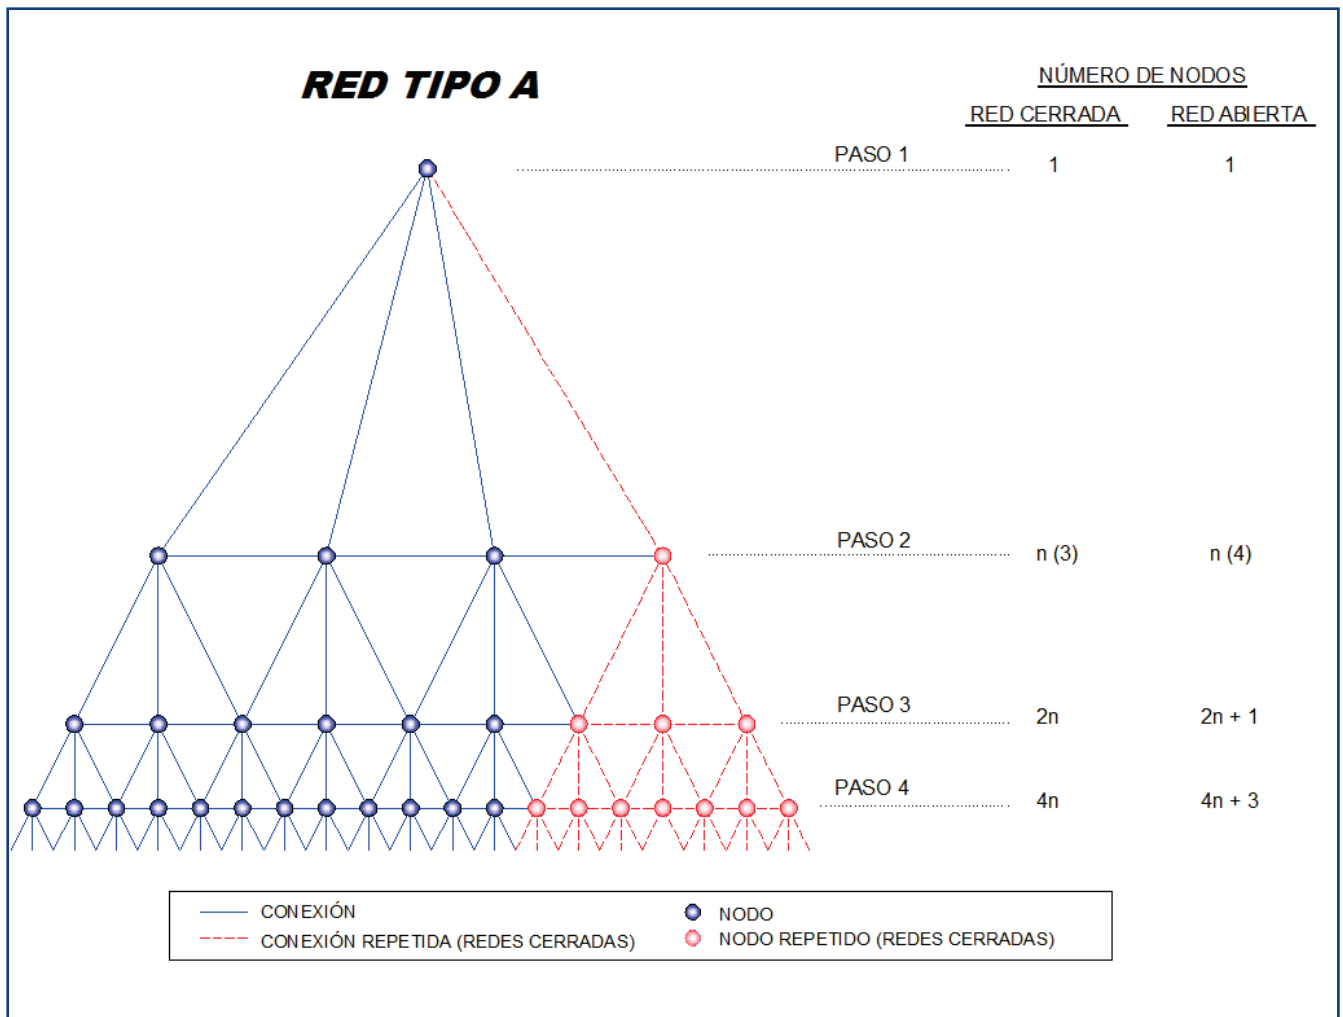 RED TIPO A
NÚMERO DE NODOS
RED CERRADA RED ABIERTA
PASO 1 1 1
PASO 2 n (3) n (4)
PASO 3 2n 2n + 1
PASO 4 4n 4n + 3
CONEXIÓN NODO
CONEXIÓN REPETIDA (REDES CERRADAS) NODO REPETIDO (REDES CERRADAS)